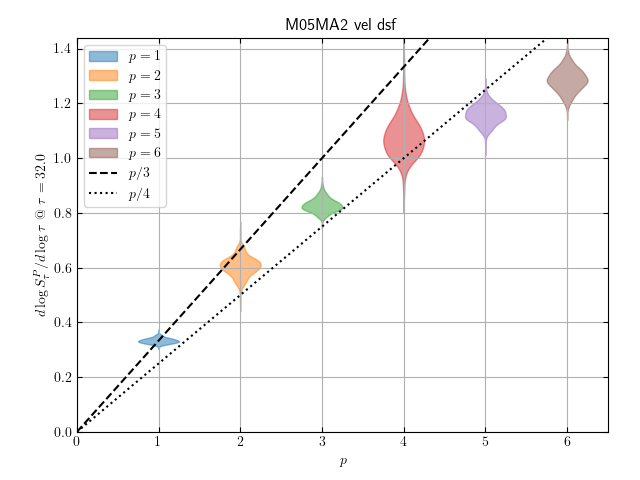 M05MA2 vel dsf
d log S_τ^P / d log τ @ τ = 32.0
1.4
1.2
1.0
0.8
0.6
0.4
0.2
0.0
p = 1
p = 2
p = 3
p = 4
p = 5
p = 6
p/3
p/4
0 1 2 3 4 5 6
p